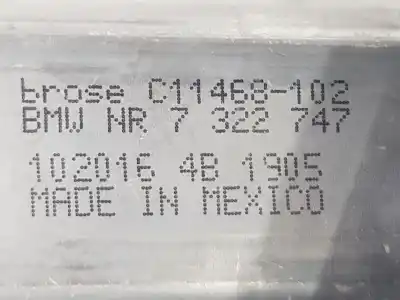 brose C11468-102
BMW NR 7 322 747
102016 4B 1905
MADE IN MEXICO